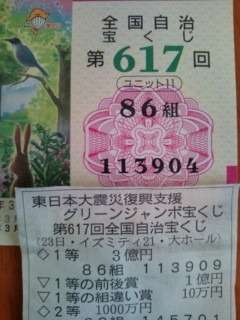 全国自治
宝くじ
第617回
ユニット11
86組
113904
東日本大震災復興支援
グリーンジャンボ宝くじ
第617回全国自治宝くじ
(23日・イズミティ21・大ホール)
◇1等 3億円
86組 113909
▽1等の前後賞 1億円
▽1等の組違い賞 10万円
◇2等 1000万円